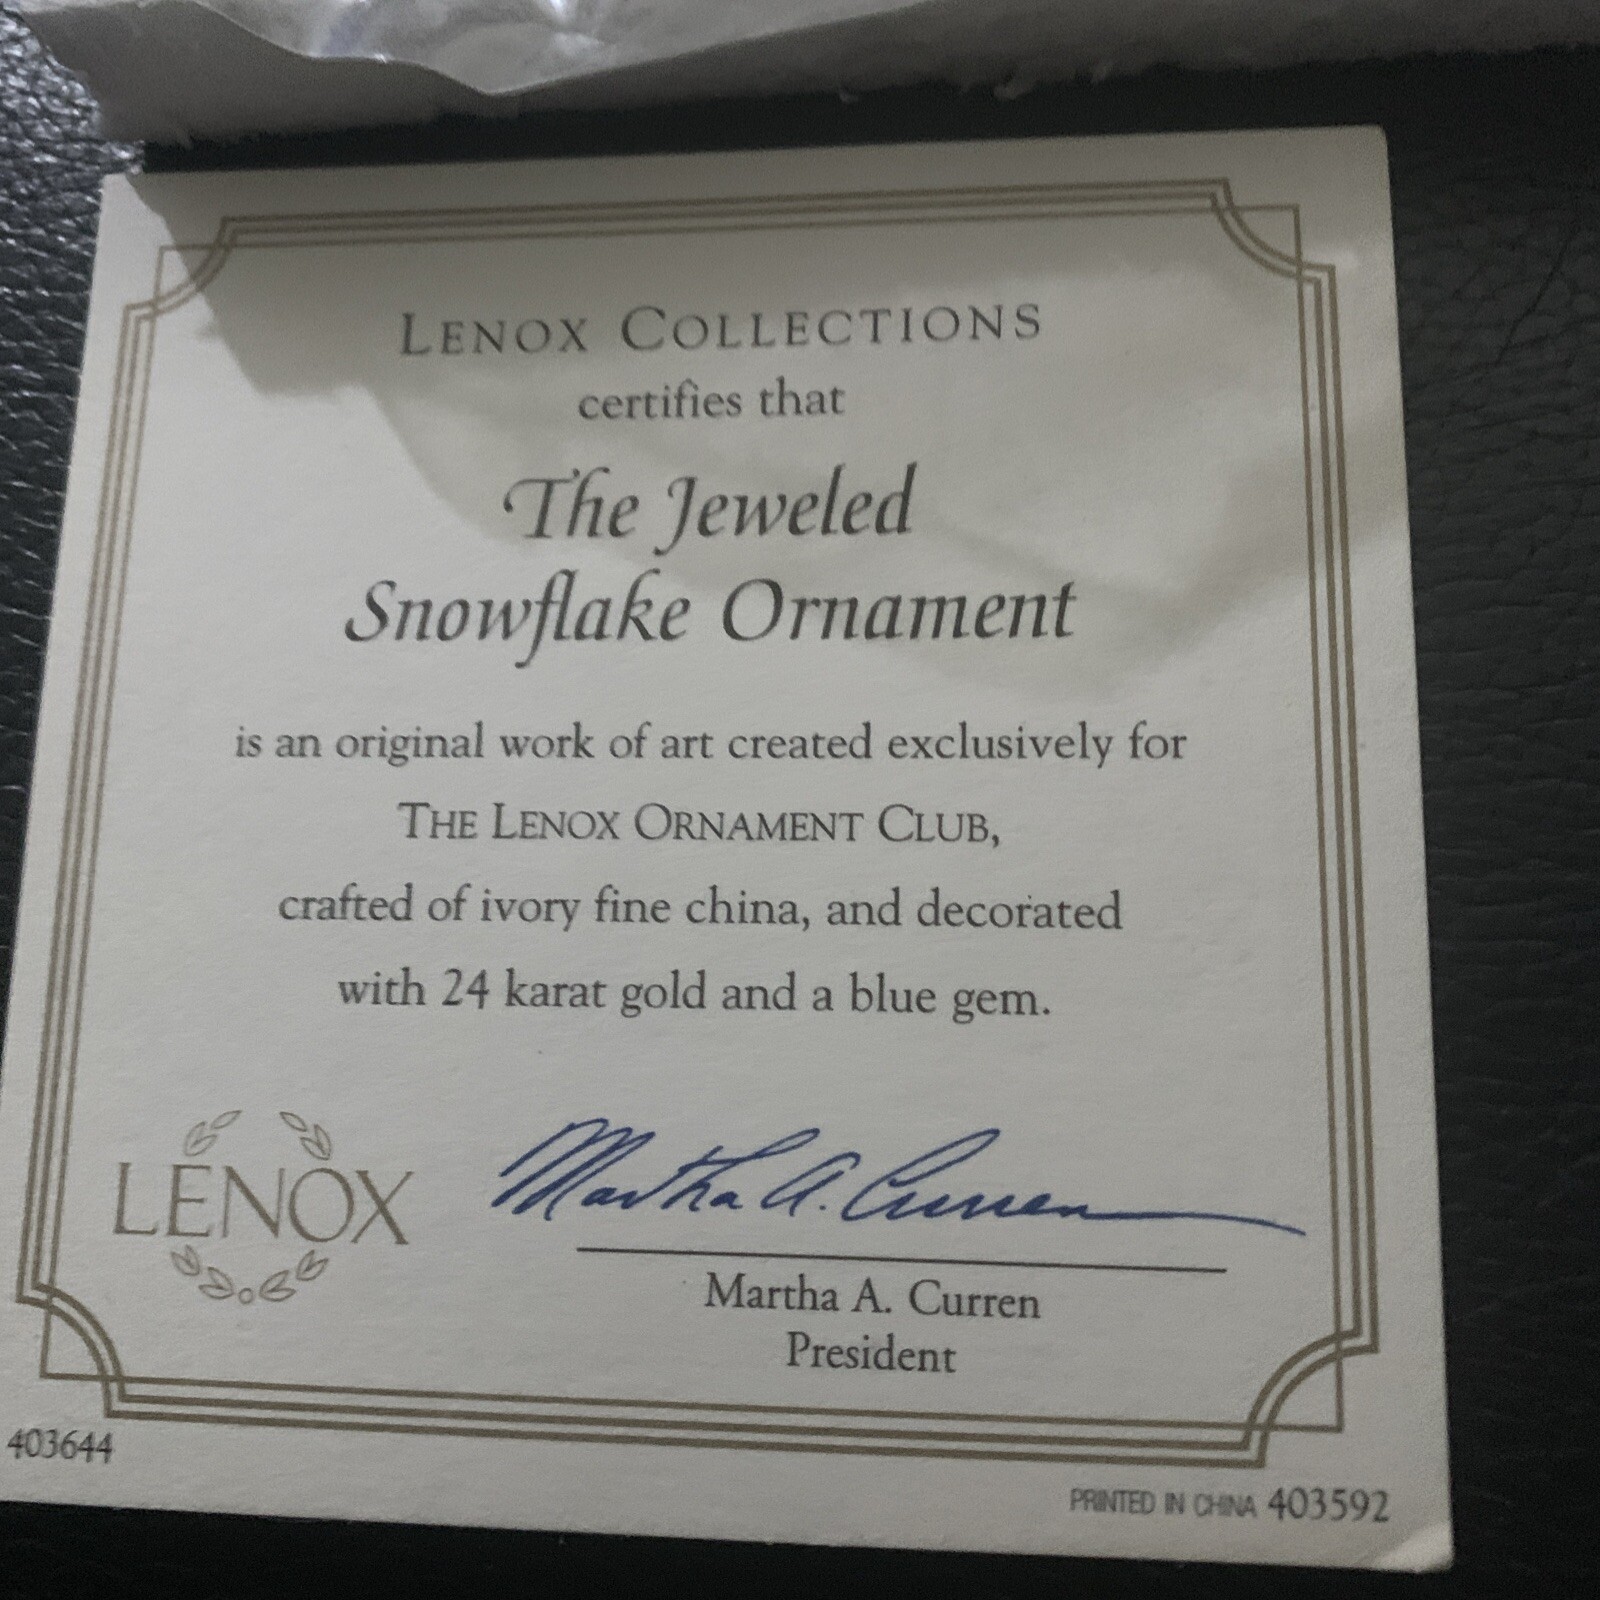 LENOX COLLECTIONS
certifies that
The Jeweled
Snowflake Ornament
is an original work of art created exclusively for
THE LENOX ORNAMENT CLUB,
crafted of ivory fine china, and decorated
with 24 karat gold and a blue gem.
LENOX
Martha A. Curren
Martha A. Curren
President
403644
PRINTED IN CHINA 403592